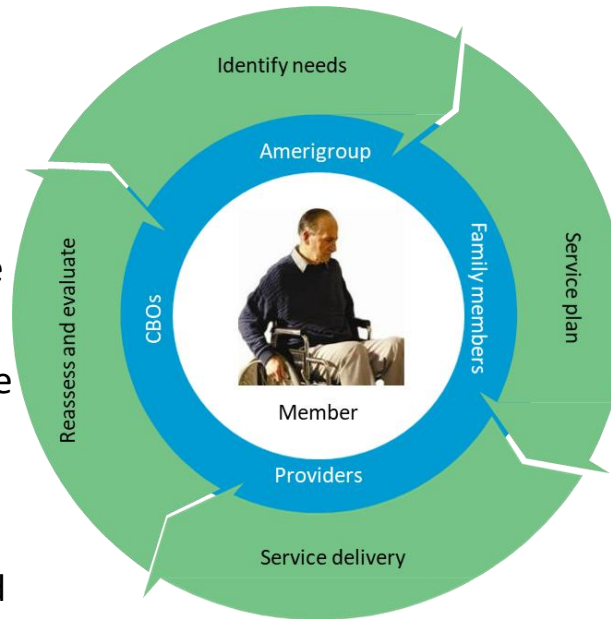 Identify needs
Amerigroup
Family members
Service plan
CBOs
Reassess and evaluate
Member
Providers
Service delivery